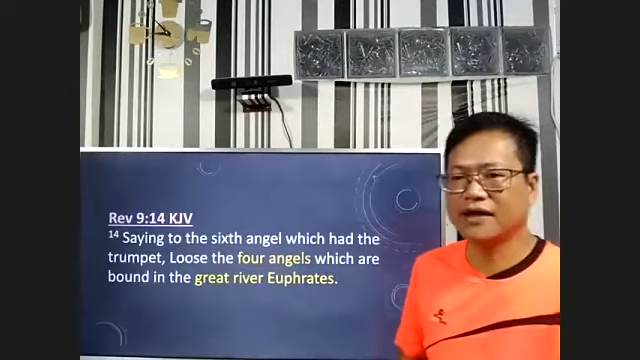 Rev 9:14 KJV
14 Saying to the sixth angel which had the
trumpet, Loose the four angels which are
bound in the great river Euphrates.